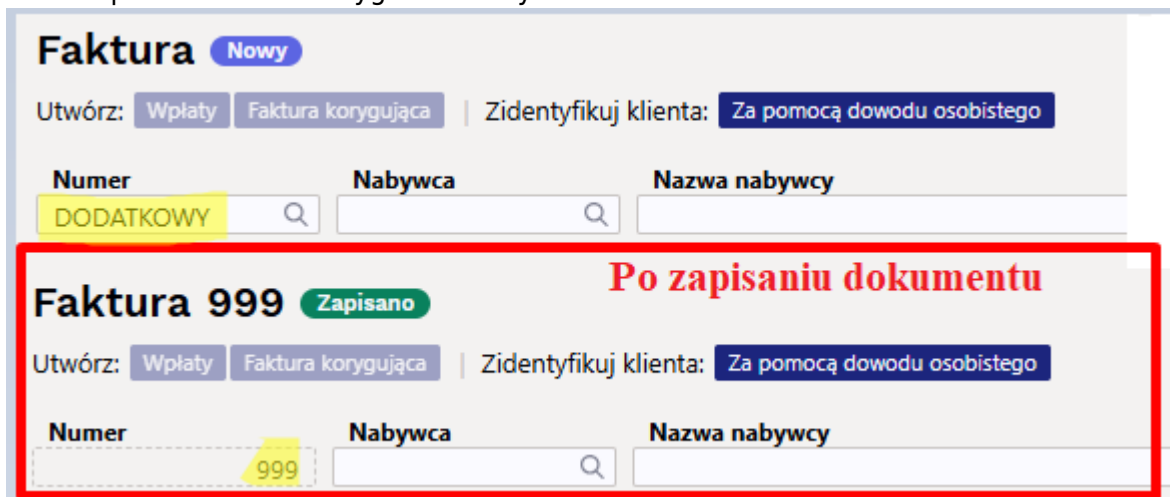 Faktura Nowy
Utwórz: Wpłaty Faktura korygująca | Zidentyfikuj klienta: Za pomocą dowodu osobistego
Numer Nabywca Nazwa nabywcy
DODATKOWY
Po zapisaniu dokumentu
Faktura 999 Zapisano
Utwórz: Wpłaty Faktura korygująca | Zidentyfikuj klienta: Za pomocą dowodu osobistego
Numer Nabywca Nazwa nabywcy
999